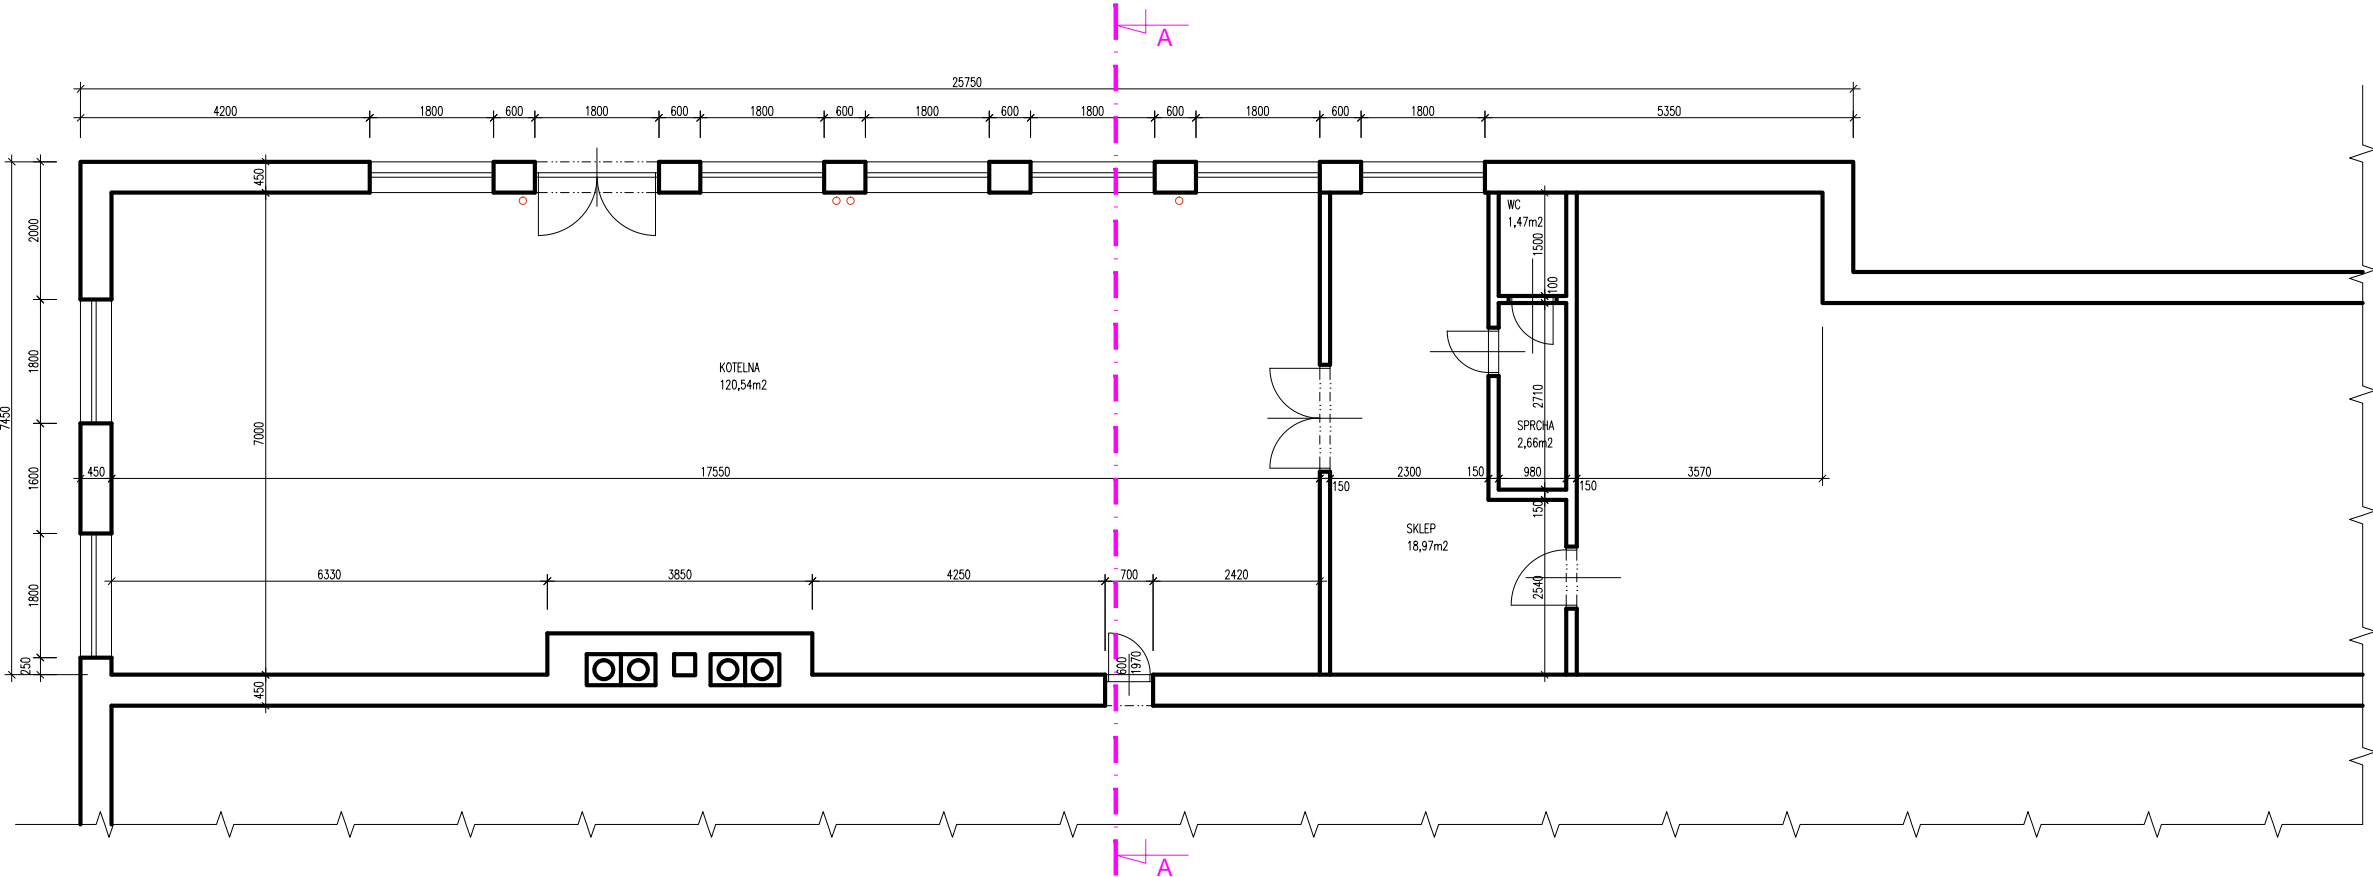 A
25750
4200 1800 600 1800 600 1800 600 1800 600 1800 600 1800 600 1800 5350
450
WC
1,47m2
2000
1500
100
KOTELNA
120,54m2
1800
7450
7000
2710
SPRCHA
2,66m2
450 17550 2300 150 980 3570
150 150
1600
150
SKLEP
18,97m2
6330 3850 4250 700 2420
2540
1800
600
1970
250
450
A